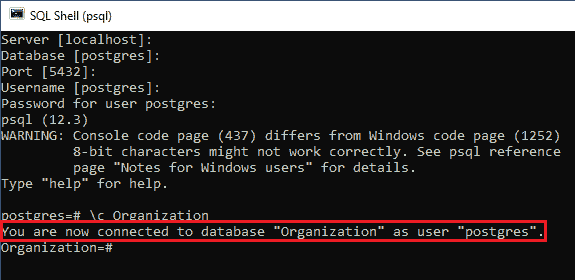 SQL Shell (psql)
Server [localhost]:
Database [postgres]:
Port [5432]:
Username [postgres]:
Password for user postgres:
psql (12.3)
WARNING: Console code page (437) differs from Windows code page (1252)
         8-bit characters might not work correctly. See psql reference
         page "Notes for Windows users" for details.
Type "help" for help.

postgres=# \c Organization
You are now connected to database "Organization" as user "postgres".
Organization=#